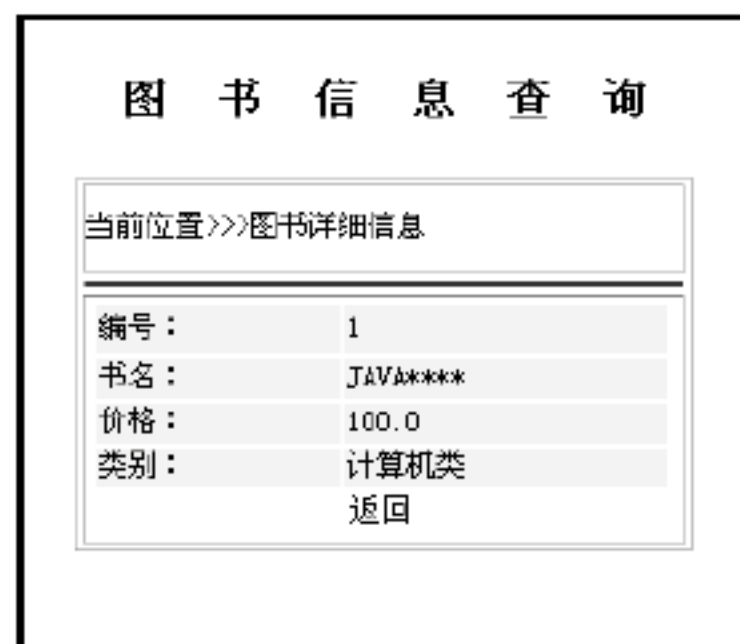 图 书 信 息 查 询
当前位置>>>图书详细信息
编号： 1
书名： JAVA****
价格： 100.0
类别： 计算机类
返回